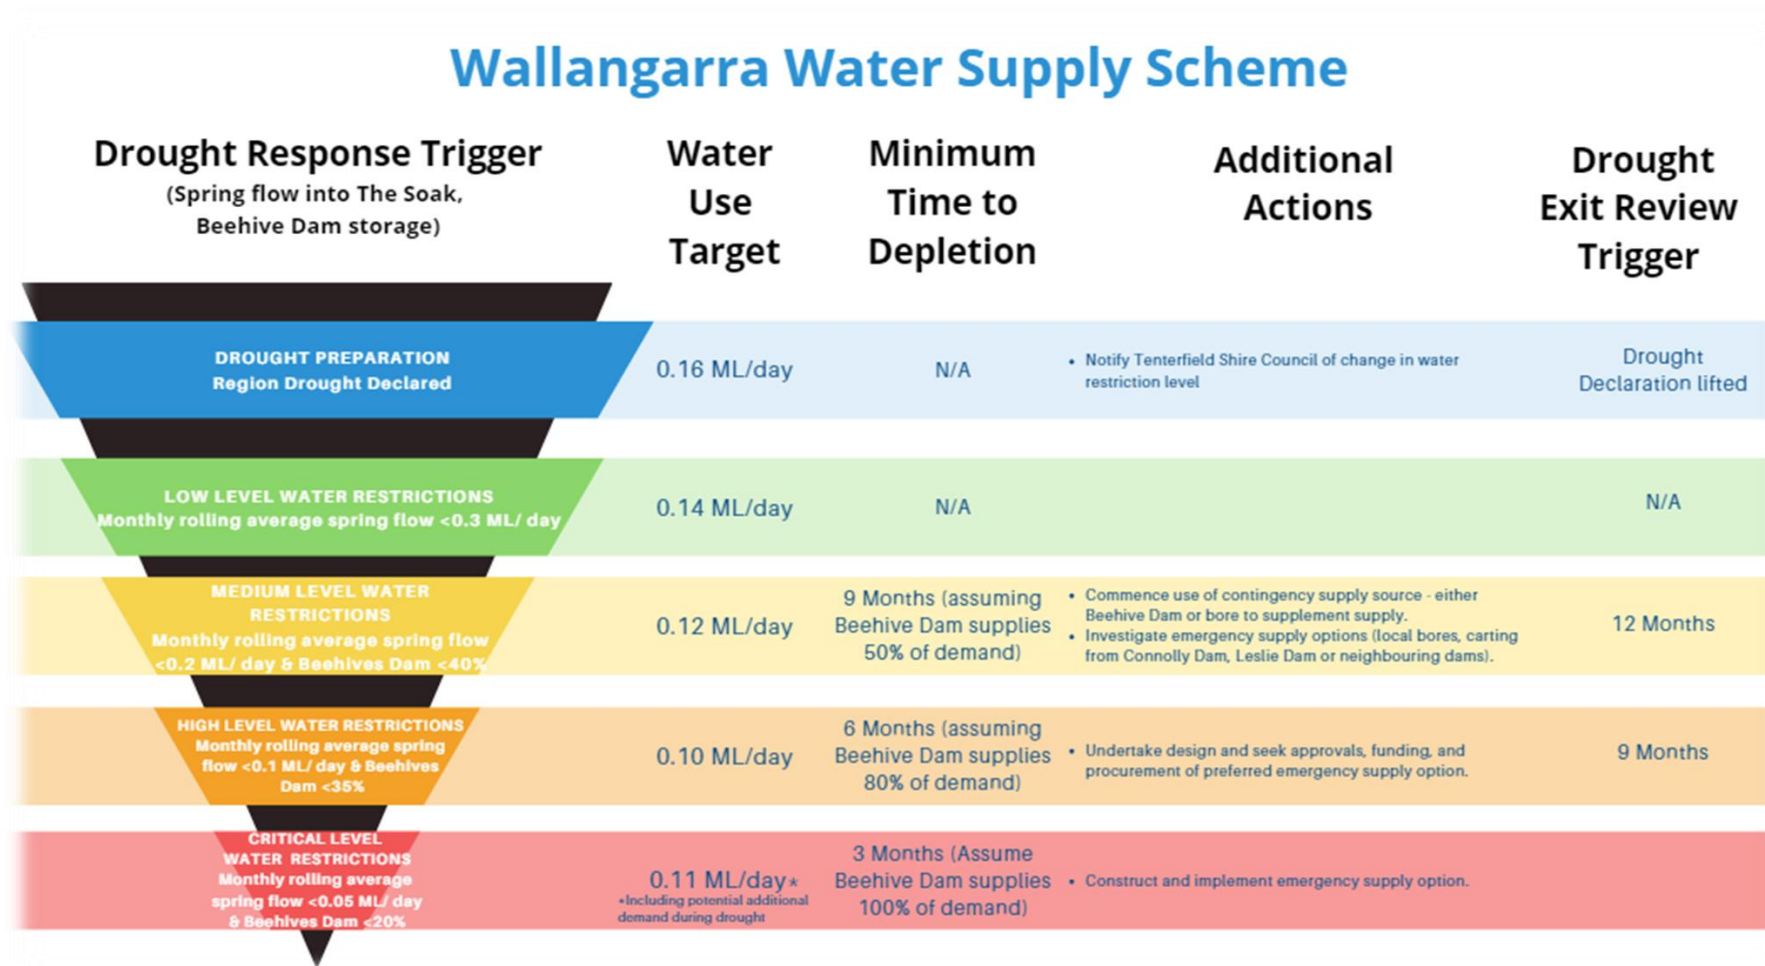 Wallangarra Water Supply Scheme
Drought Response Trigger
(Spring flow into The Soak,
Beehive Dam storage)
Water
Use
Target
Minimum
Time to
Depletion
Additional
Actions
Drought
Exit Review
Trigger
DROUGHT PREPARATION
Region Drought Declared
0.16 ML/day
N/A
• Notify Tenterfield Shire Council of change in water
restriction level
Drought
Declaration lifted
LOW LEVEL WATER RESTRICTIONS
Monthly rolling average spring flow <0.3 ML/ day
0.14 ML/day
N/A
N/A
MEDIUM LEVEL WATER
RESTRICTIONS
Monthly rolling average spring flow
<0.2 ML/ day & Beehives Dam <40%
0.12 ML/day
9 Months (assuming
Beehive Dam supplies
50% of demand)
• Commence use of contingency supply source - either
Beehive Dam or bore to supplement supply.
• Investigate emergency supply options (local bores, carting
from Connolly Dam, Leslie Dam or neighbouring dams).
12 Months
HIGH LEVEL WATER RESTRICTIONS
Monthly rolling average spring
flow <0.1 ML/ day & Beehives
Dam <35%
0.10 ML/day
6 Months (assuming
Beehive Dam supplies
80% of demand)
• Undertake design and seek approvals, funding, and
procurement of preferred emergency supply option.
9 Months
CRITICAL LEVEL
WATER RESTRICTIONS
Monthly rolling average
spring flow <0.05 ML/ day
& Beehives Dam <20%
0.11 ML/day*
*Including potential additional
demand during drought
3 Months (Assume
Beehive Dam supplies
100% of demand)
• Construct and implement emergency supply option.